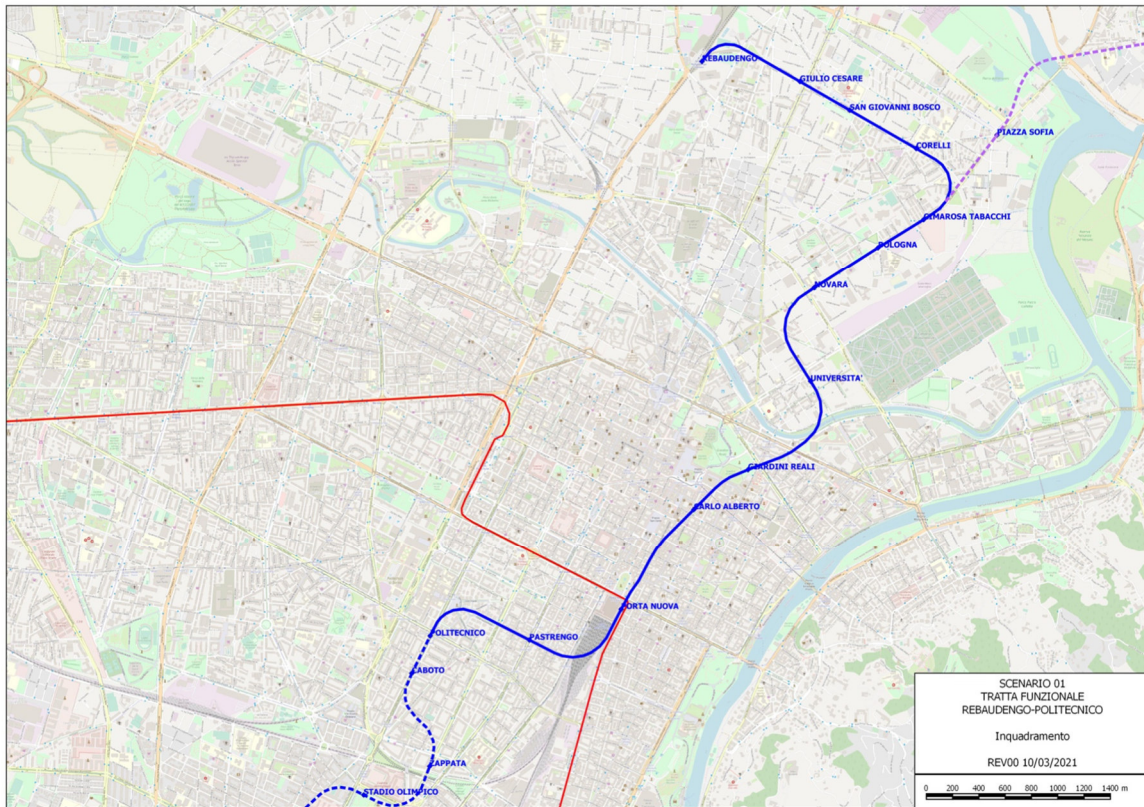 REBAUDENGO
GIULIO CESARE
SAN GIOVANNI BOSCO
PIAZZA SOFIA
CORELLI
CIMAROSA TABACCHI
BOLOGNA
NOVARA
UNIVERSITA'
GIARDINI REALI
CARLO ALBERTO
PORTA NUOVA
POLITECNICO
PASTRENGO
CABOTO
ZAPPATA
STADIO OLIMPICO
SCENARIO 01
TRATTA FUNZIONALE
REBAUDENGO-POLITECNICO
Inquadramento
REV00 10/03/2021
0 200 400 600 800 1000 1200 1400 m